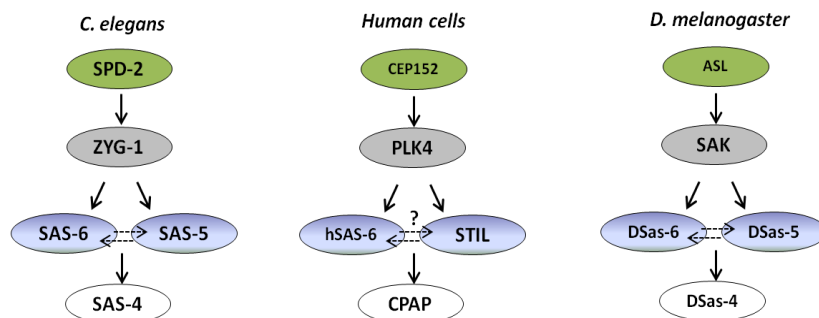 C. elegans
Human cells
D. melanogaster
SPD-2
CEP152
ASL
ZYG-1
PLK4
SAK
SAS-6
SAS-5
?
hSAS-6
STIL
DSas-6
DSas-5
SAS-4
CPAP
DSas-4